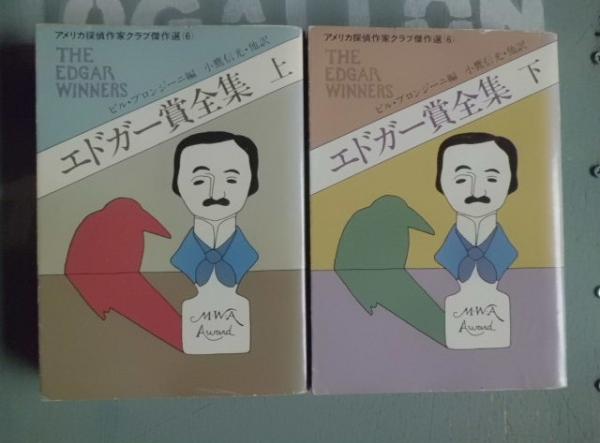 アメリカ探偵作家クラブ傑作選(6)
THE
EDGAR
WINNERS
ビル・プロンジーニ編 小鷹信光・他訳
エドガー賞全集 上
MWA
Award
アメリカ探偵作家クラブ傑作選(6)
THE
EDGAR
WINNERS
ビル・プロンジーニ編 小鷹信光・他訳
エドガー賞全集 下
MWA
Award